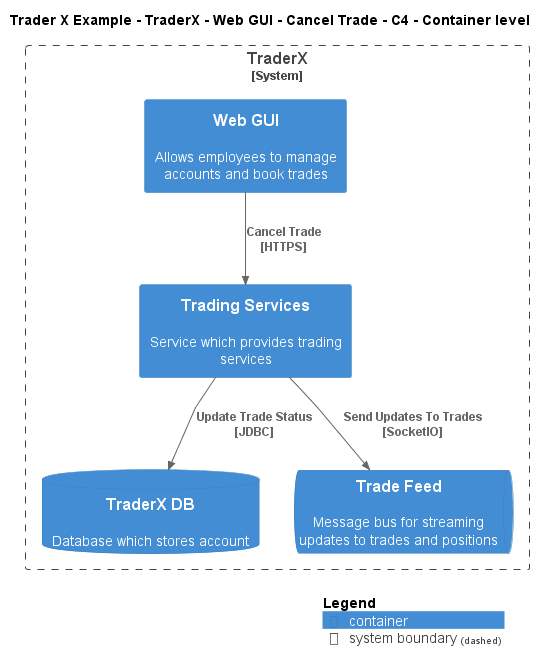 Trader X Example - TraderX - Web GUI - Cancel Trade - C4 - Container level
TraderX
[System]
Web GUI
Allows employees to manage
accounts and book trades
Cancel Trade
[HTTPS]
Trading Services
Service which provides trading
services
Update Trade Status
[JDBC]
Send Updates To Trades
[SocketIO]
TraderX DB
Database which stores account
Trade Feed
Message bus for streaming
updates to trades and positions
Legend
container
system boundary (dashed)